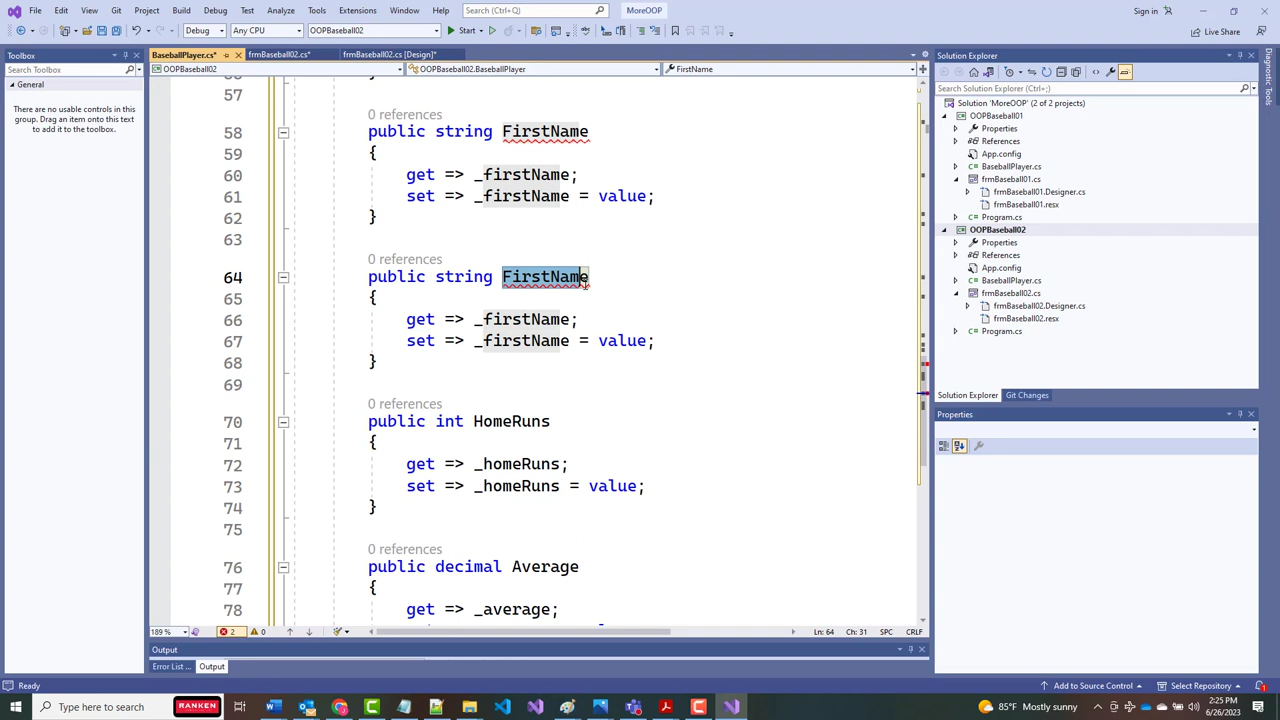 File Edit View Git Project Build Debug Test Analyze Tools Extensions Window Help Search (Ctrl+Q) MoreOOP Sign in
Debug Any CPU OOPBaseball02 Start Live Share
Toolbox
Search Toolbox
General
There are no usable controls in this
group. Drag an item onto this text
to add it to the toolbox.
BaseballPlayer.cs* frmBaseball02.cs* frmBaseball02.cs [Design]*
OOPBaseball02 OOPBaseball02.BaseballPlayer FirstName
57
0 references
58 public string FirstName
59 {
60 get => _firstName;
61 set => _firstName = value;
62 }
63
0 references
64 public string FirstName
65 {
66 get => _firstName;
67 set => _firstName = value;
68 }
69
0 references
70 public int HomeRuns
71 {
72 get => _homeRuns;
73 set => _homeRuns = value;
74 }
75
0 references
76 public decimal Average
77 {
78 get => _average;
189 % 2 0 Ln: 64 Ch: 31 SPC CRLF
Output
Error List ... Output
Solution Explorer
Search Solution Explorer (Ctrl+;)
Solution 'MoreOOP' (2 of 2 projects)
OOPBaseball01
Properties
References
App.config
BaseballPlayer.cs
frmBaseball01.cs
frmBaseball01.Designer.cs
frmBaseball01.resx
Program.cs
OOPBaseball02
Properties
References
App.config
BaseballPlayer.cs
frmBaseball02.cs
frmBaseball02.Designer.cs
frmBaseball02.resx
Program.cs
Solution Explorer Git Changes
Properties
Diagnostic Tools
Ready Add to Source Control Select Repository 1
Type here to search RANKEN 85°F Mostly sunny 2:25 PM
6/26/2023